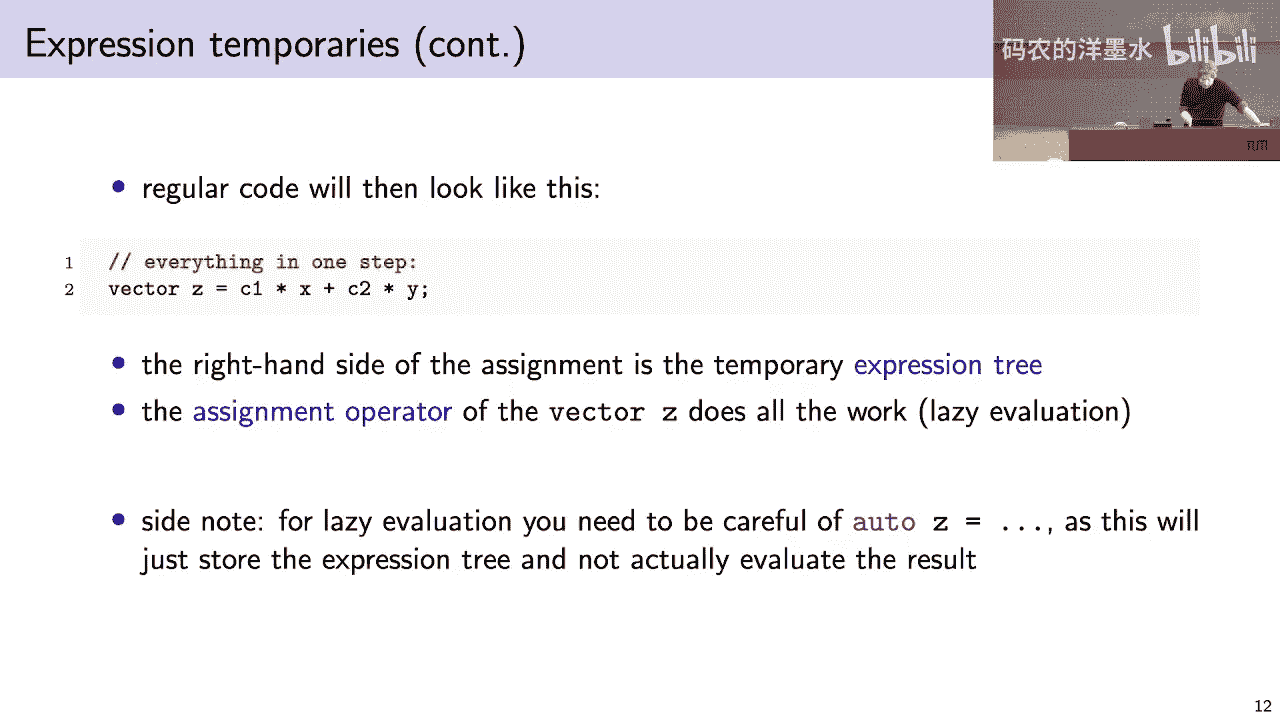 Expression temporaries (cont.)
码农的洋墨水 bilibili
• regular code will then look like this:
1 // everything in one step:
2 vector z = c1 * x + c2 * y;
• the right-hand side of the assignment is the temporary expression tree
• the assignment operator of the vector z does all the work (lazy evaluation)
• side note: for lazy evaluation you need to be careful of auto z = ..., as this will
just store the expression tree and not actually evaluate the result
12